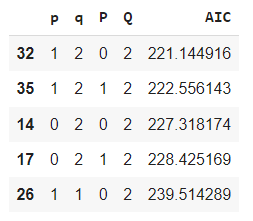 p q P Q AIC
32 1 2 0 2 221.144916
35 1 2 1 2 222.556143
14 0 2 0 2 227.318174
17 0 2 1 2 228.425169
26 1 1 0 2 239.514289